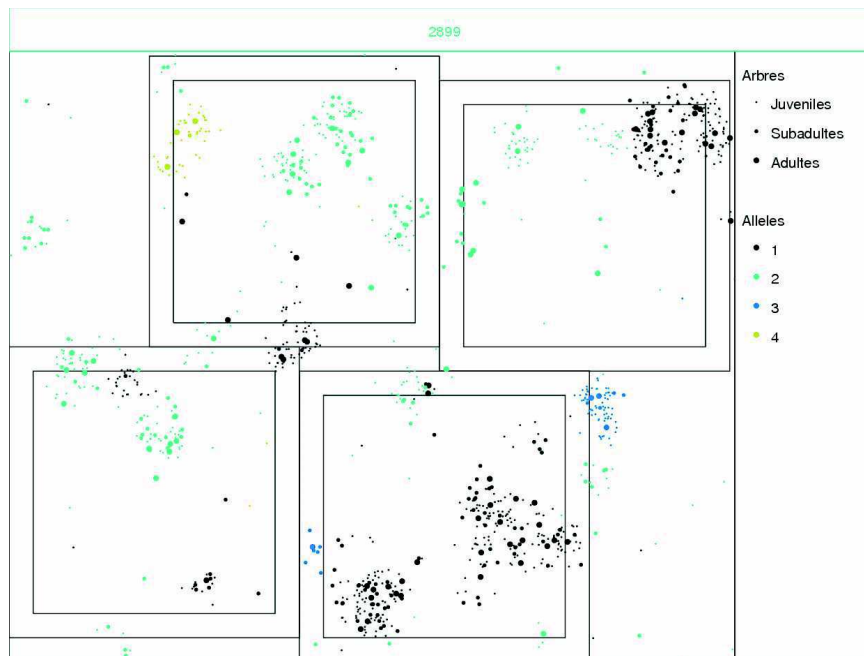 2899
Arbres
Juveniles
Subadultes
Adultes
Alleles
1
2
3
4